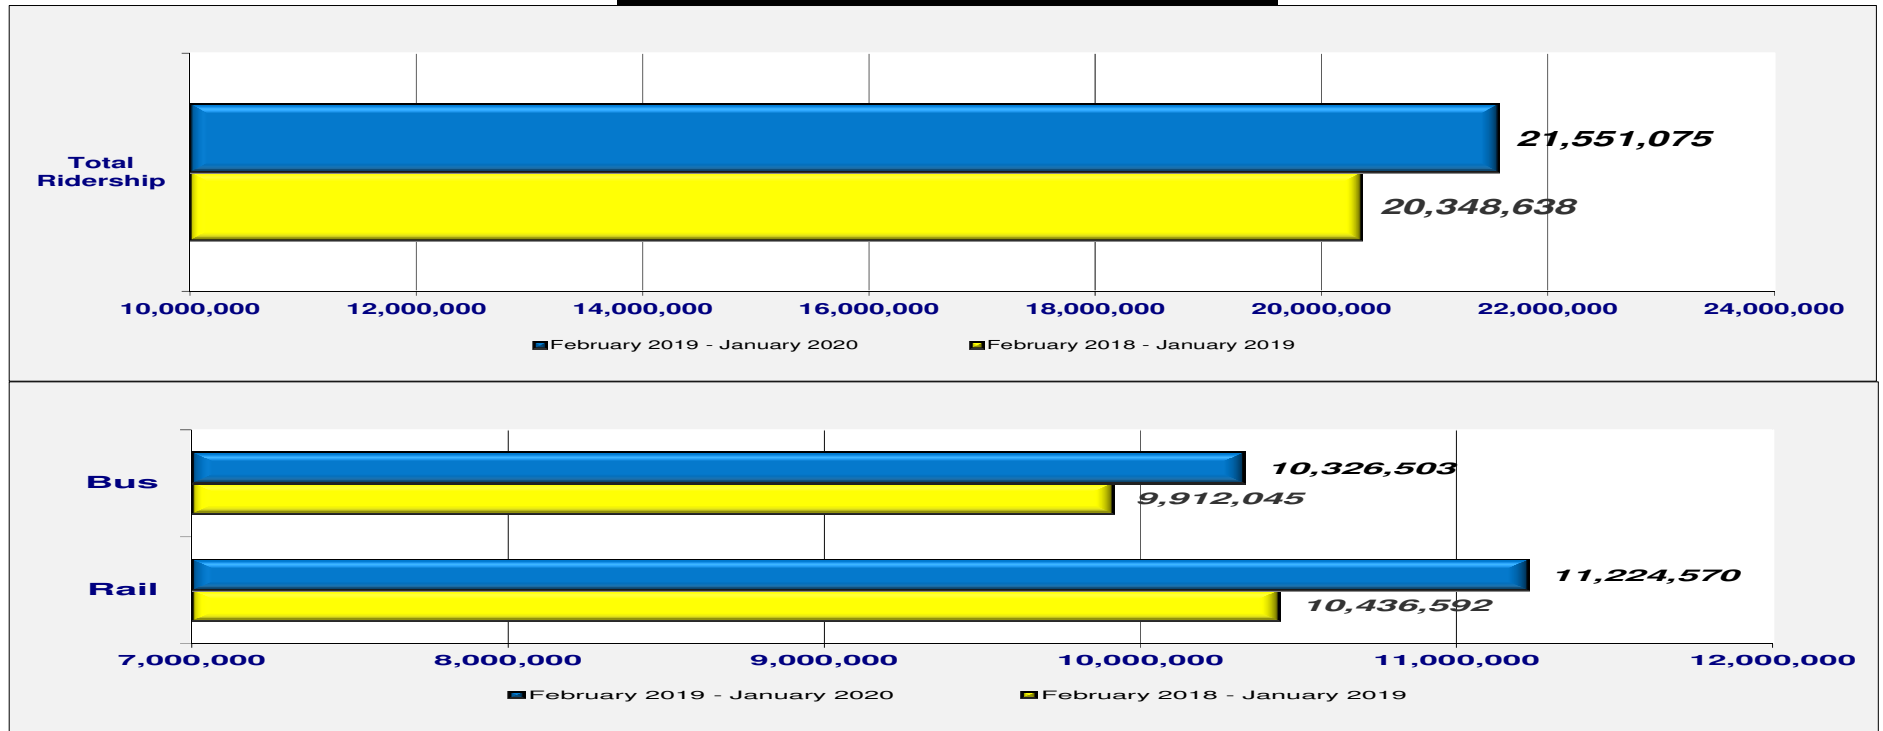 21,551,075
Total
Ridership
20,348,638
10,000,000 12,000,000 14,000,000 16,000,000 18,000,000 20,000,000 22,000,000 24,000,000
February 2019 - January 2020 February 2018 - January 2019
Bus
10,326,503
9,912,045
Rail
11,224,570
10,436,592
7,000,000 8,000,000 9,000,000 10,000,000 11,000,000 12,000,000
February 2019 - January 2020 February 2018 - January 2019